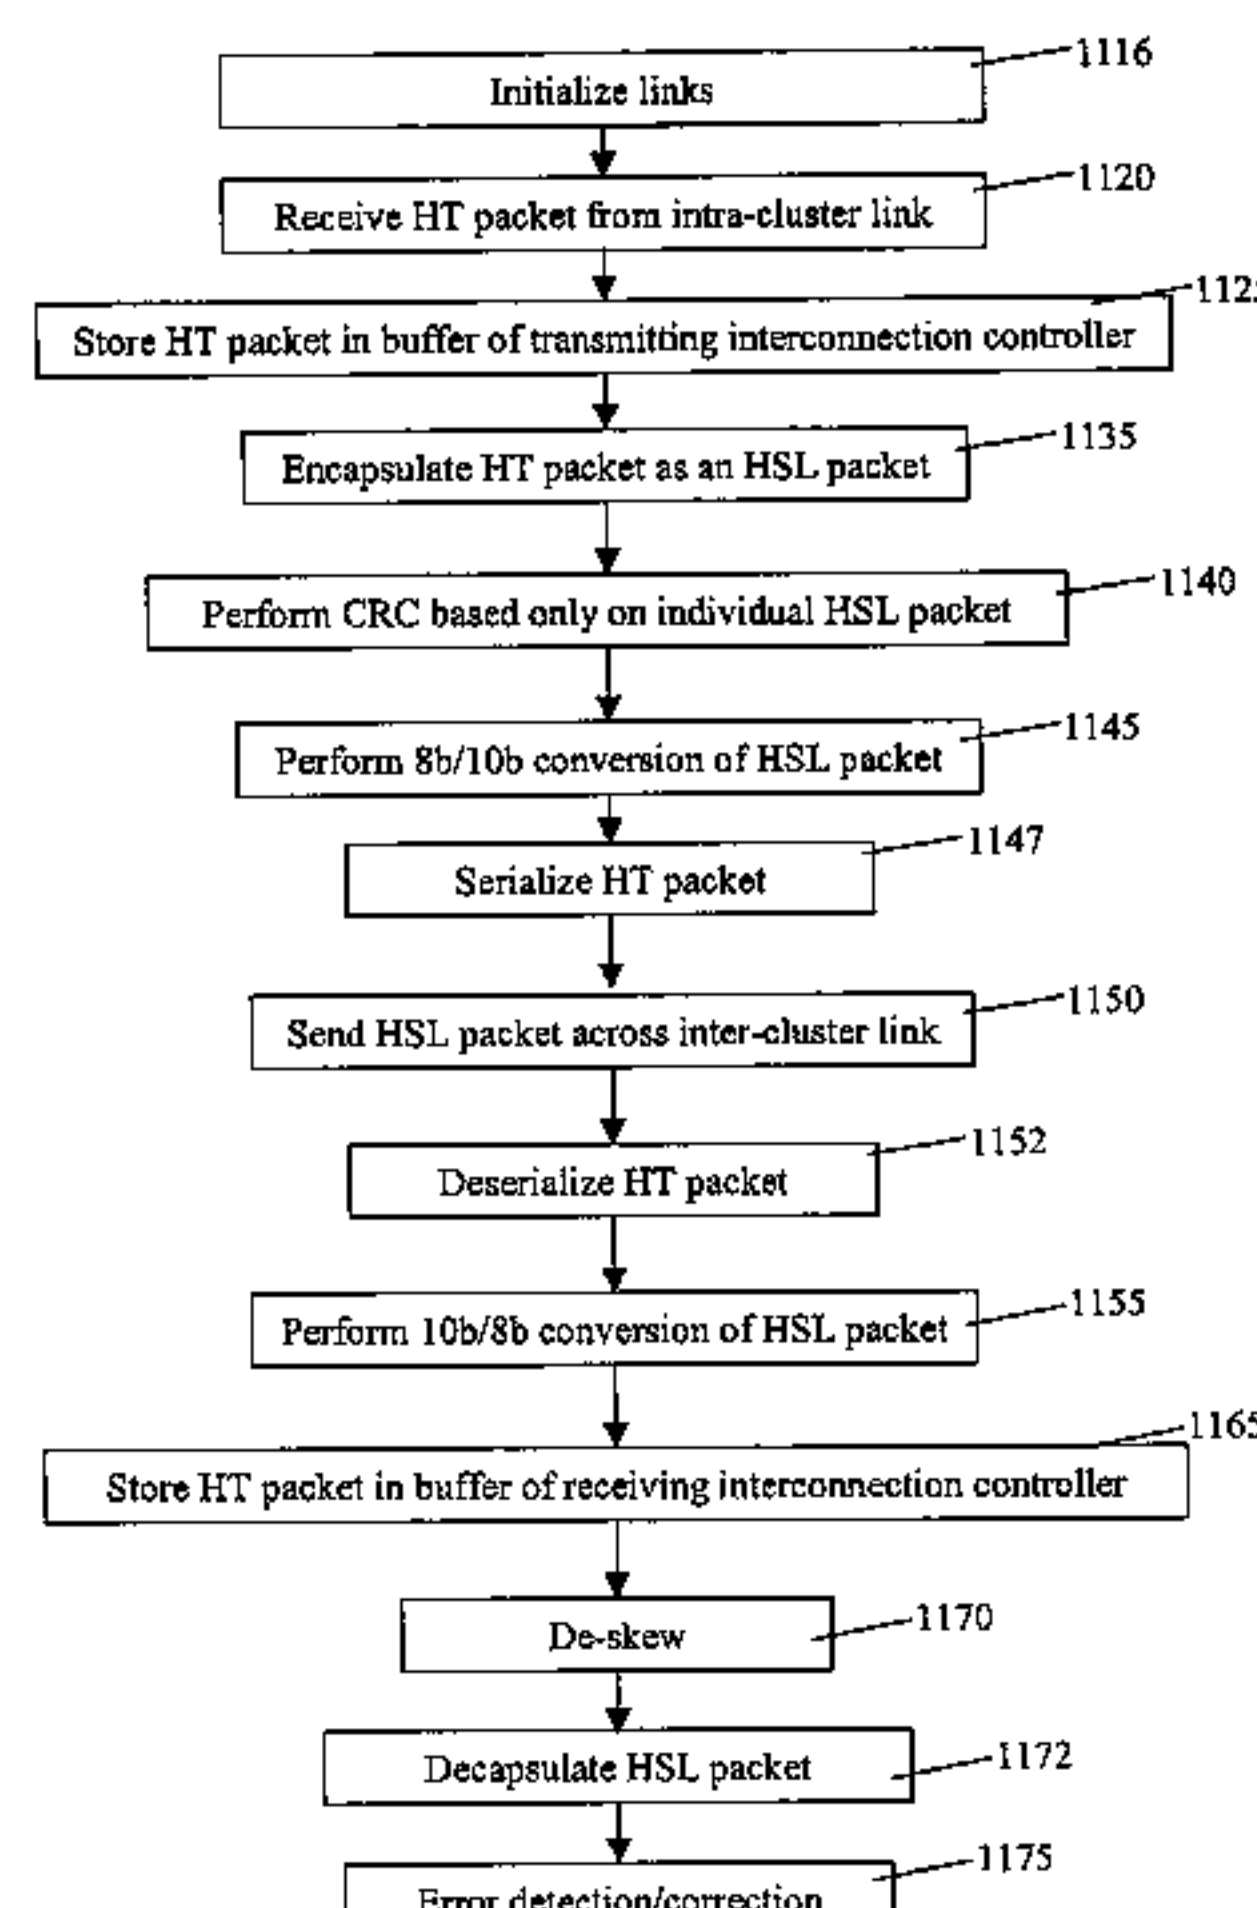 1116
Initialize links
1120
Receive HT packet from intra-cluster link
Store HT packet in buffer of transmitting interconnection controller
1135
Encapsulate HT packet as an HSL packet
1140
Perform CRC based only on individual HSL packet
1145
Perform 8b/10b conversion of HSL packet
1147
Serialize HT packet
1150
Send HSL packet across inter-cluster link
1152
Deserialize HT packet
1155
Perform 10b/8b conversion of HSL packet
1165
Store HT packet in buffer of receiving interconnection controller
1170
De-skew
1172
Decapsulate HSL packet
1175
Error detection/correction